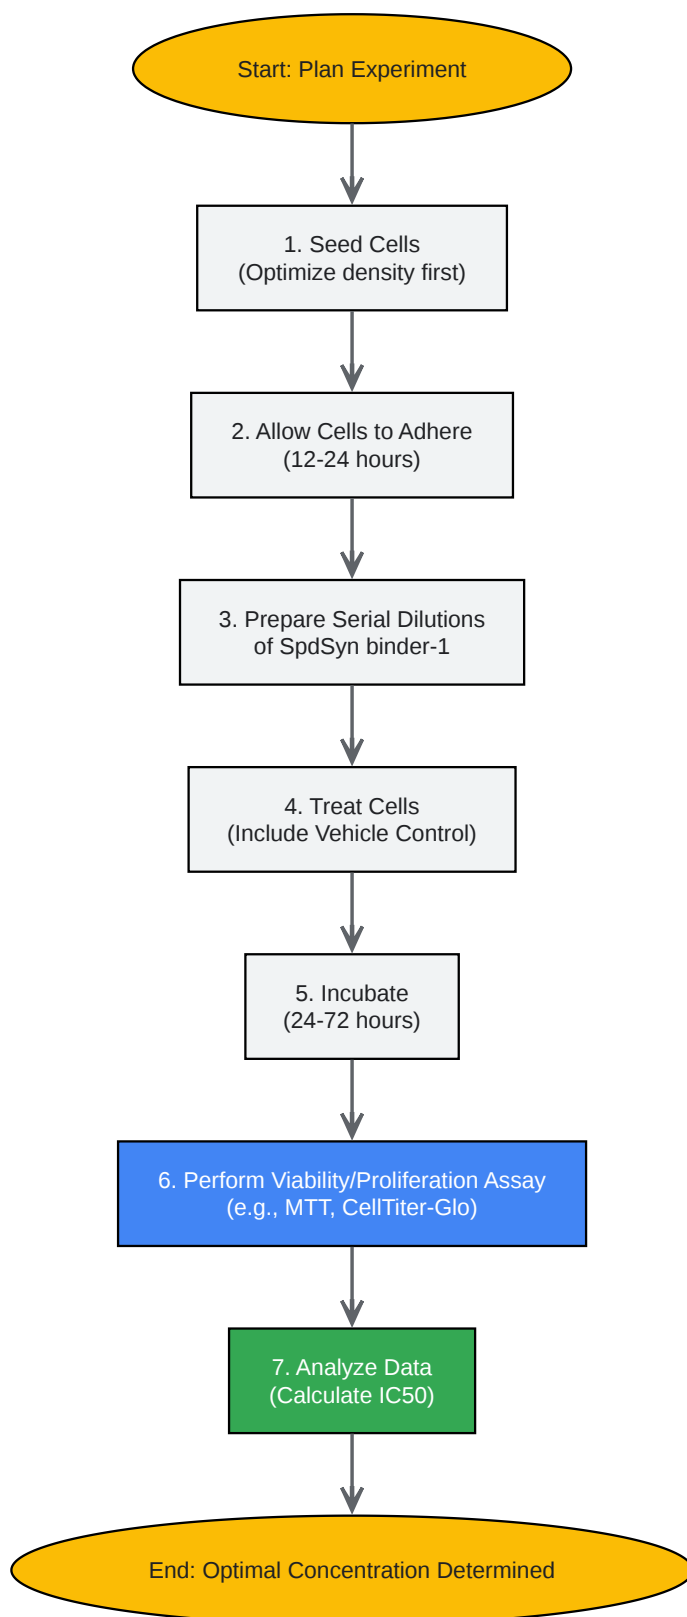 Start: Plan Experiment
1. Seed Cells
(Optimize density first)
2. Allow Cells to Adhere
(12-24 hours)
3. Prepare Serial Dilutions
of SpdSyn binder-1
4. Treat Cells
(Include Vehicle Control)
5. Incubate
(24-72 hours)
6. Perform Viability/Proliferation Assay
(e.g., MTT, CellTiter-Glo)
7. Analyze Data
(Calculate IC50)
End: Optimal Concentration Determined